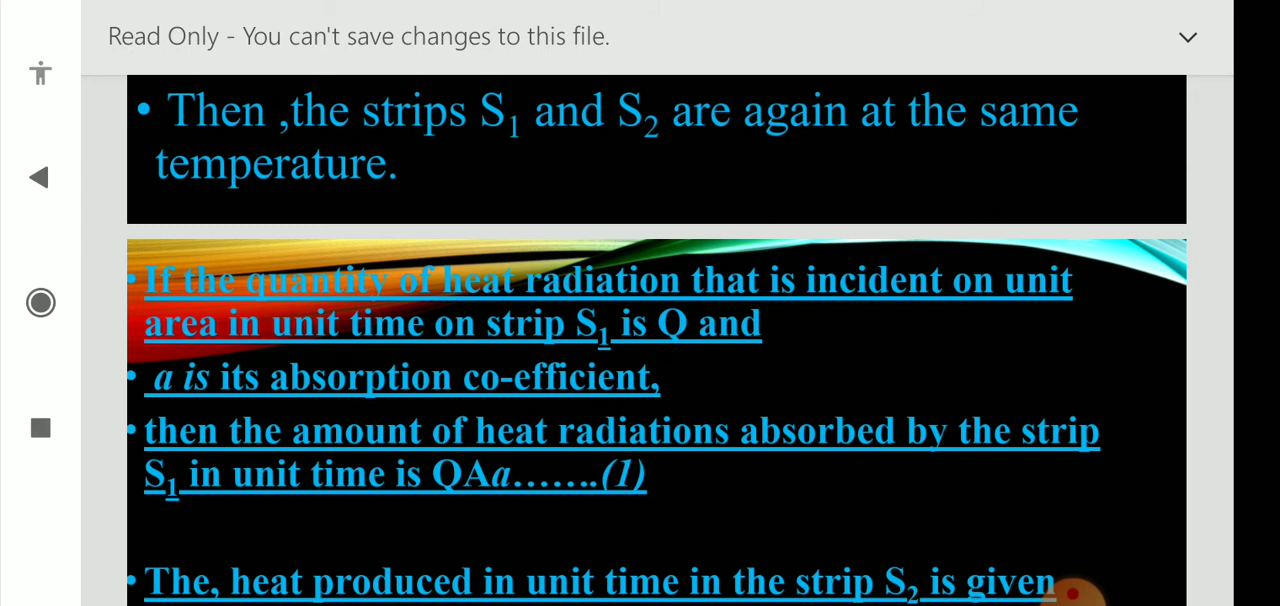 Read Only - You can't save changes to this file.
• Then ,the strips S₁ and S₂ are again at the same
temperature.
• If the quantity of heat radiation that is incident on unit
area in unit time on strip S₁ is Q and
• a is its absorption co-efficient,
• then the amount of heat radiations absorbed by the strip
S₁ in unit time is QAa.......(1)
• The, heat produced in unit time in the strip S₂ is given